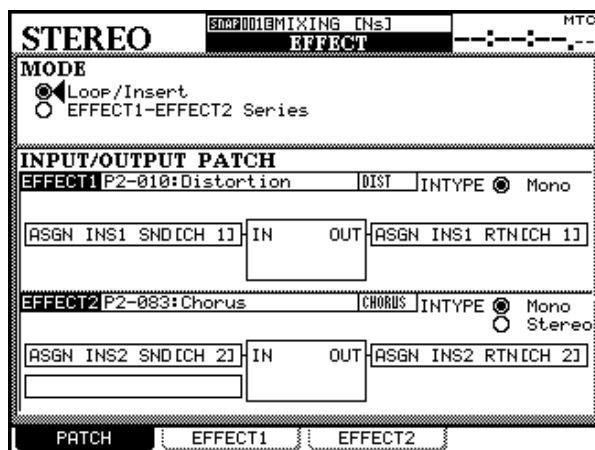 STEREO
SNAP001:MIXING [Ns]
EFFECT
MTC
--:--:--.--
MODE
Loop/Insert
EFFECT1-EFFECT2 Series
INPUT/OUTPUT PATCH
EFFECT1 P2-010:Distortion DIST INTYPE Mono
ASGN INS1 SND[CH 1] IN OUT ASGN INS1 RTN[CH 1]
EFFECT2 P2-083:Chorus CHORUS INTYPE Mono
Stereo
ASGN INS2 SND[CH 2] IN OUT ASGN INS2 RTN[CH 2]
PATCH EFFECT1 EFFECT2